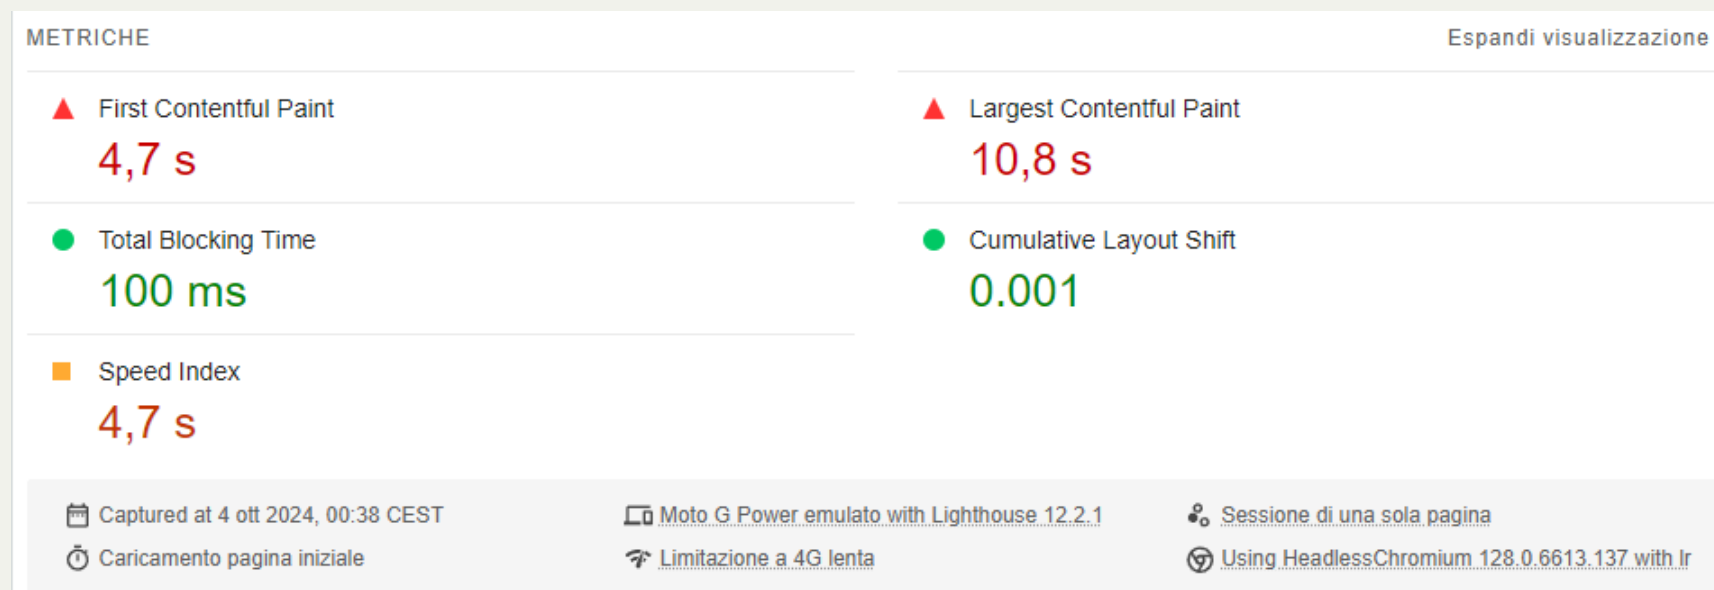 METRICHE
Espandi visualizzazione
First Contentful Paint
4,7 s
Largest Contentful Paint
10,8 s
Total Blocking Time
100 ms
Cumulative Layout Shift
0.001
Speed Index
4,7 s
Captured at 4 ott 2024, 00:38 CEST
Moto G Power emulato with Lighthouse 12.2.1
Sessione di una sola pagina
Caricamento pagina iniziale
Limitazione a 4G lenta
Using HeadlessChromium 128.0.6613.137 with lr